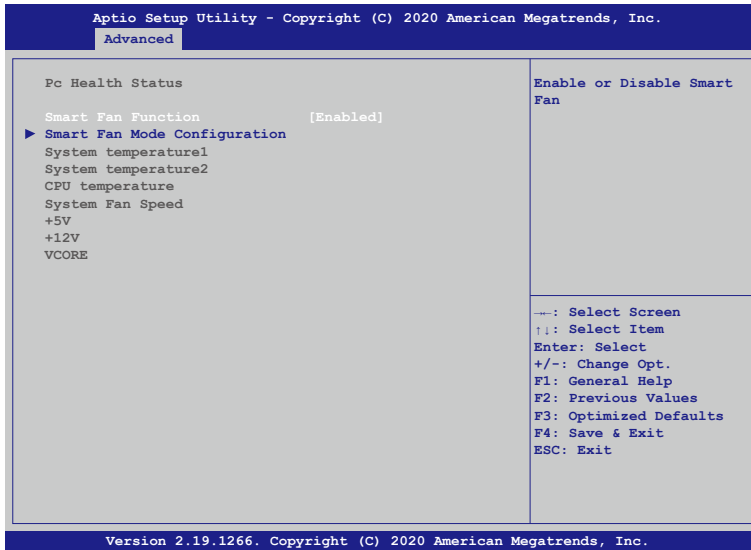 Aptio Setup Utility - Copyright (C) 2020 American Megatrends, Inc.
Advanced
Pc Health Status
Smart Fan Function [Enabled]
► Smart Fan Mode Configuration
System temperature1
System temperature2
CPU temperature
System Fan Speed
+5V
+12V
VCORE
Enable or Disable Smart
Fan
→←: Select Screen
↑↓: Select Item
Enter: Select
+/-: Change Opt.
F1: General Help
F2: Previous Values
F3: Optimized Defaults
F4: Save & Exit
ESC: Exit
Version 2.19.1266. Copyright (C) 2020 American Megatrends, Inc.